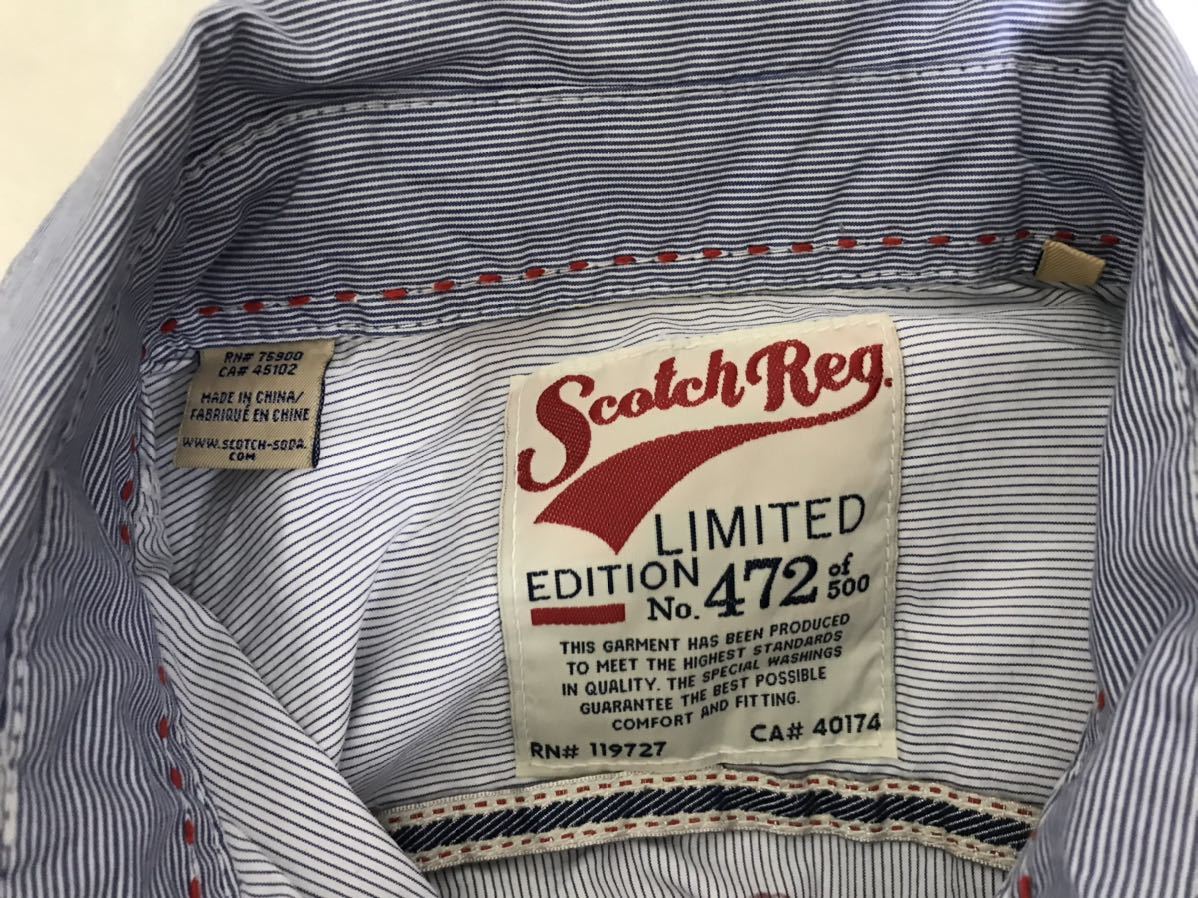 RN# 75900
CA# 45102
MADE IN CHINA/
FABRIQUÉ EN CHINE
WWW.SCOTCH-SODA.
COM
Scotch Reg.
LIMITED
EDITION
No. 472 of 500
THIS GARMENT HAS BEEN PRODUCED
TO MEET THE HIGHEST STANDARDS
IN QUALITY. THE SPECIAL WASHINGS
GUARANTEE THE BEST POSSIBLE
COMFORT AND FITTING.
RN# 119727 CA# 40174